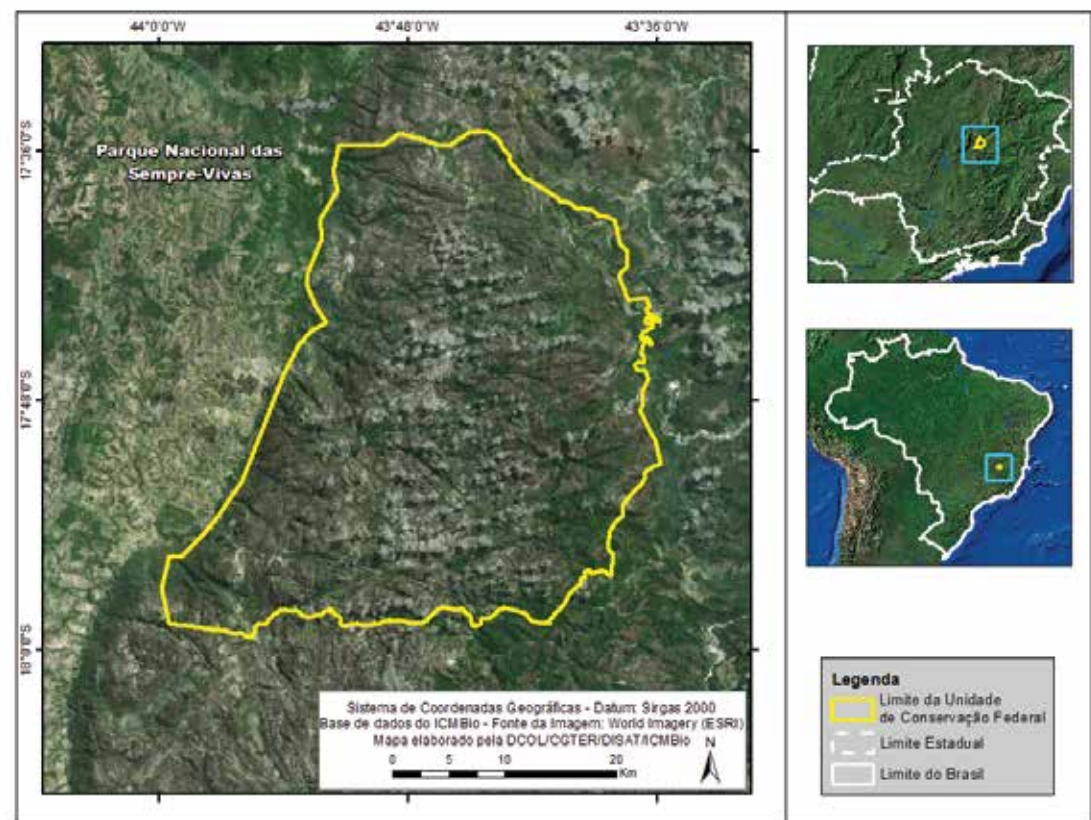 44°0'0"W
43°48'0"W
43°36'0"W
17°36'0"S
17°48'0"S
18°0'0"S
Parque Nacional das
Sempre-Vivas
Sistema de Coordenadas Geográficas - Datum: Sirgas 2000
Base de dados do ICMBio - Fonte da Imagem: World Imagery (ESRI)
Mapa elaborado pela DCOL/CGTER/DISAT/ICMBio
N
0 5 10 20
Km
Legenda
Limite da Unidade
de Conservação Federal
Limite Estadual
Limite do Brasil